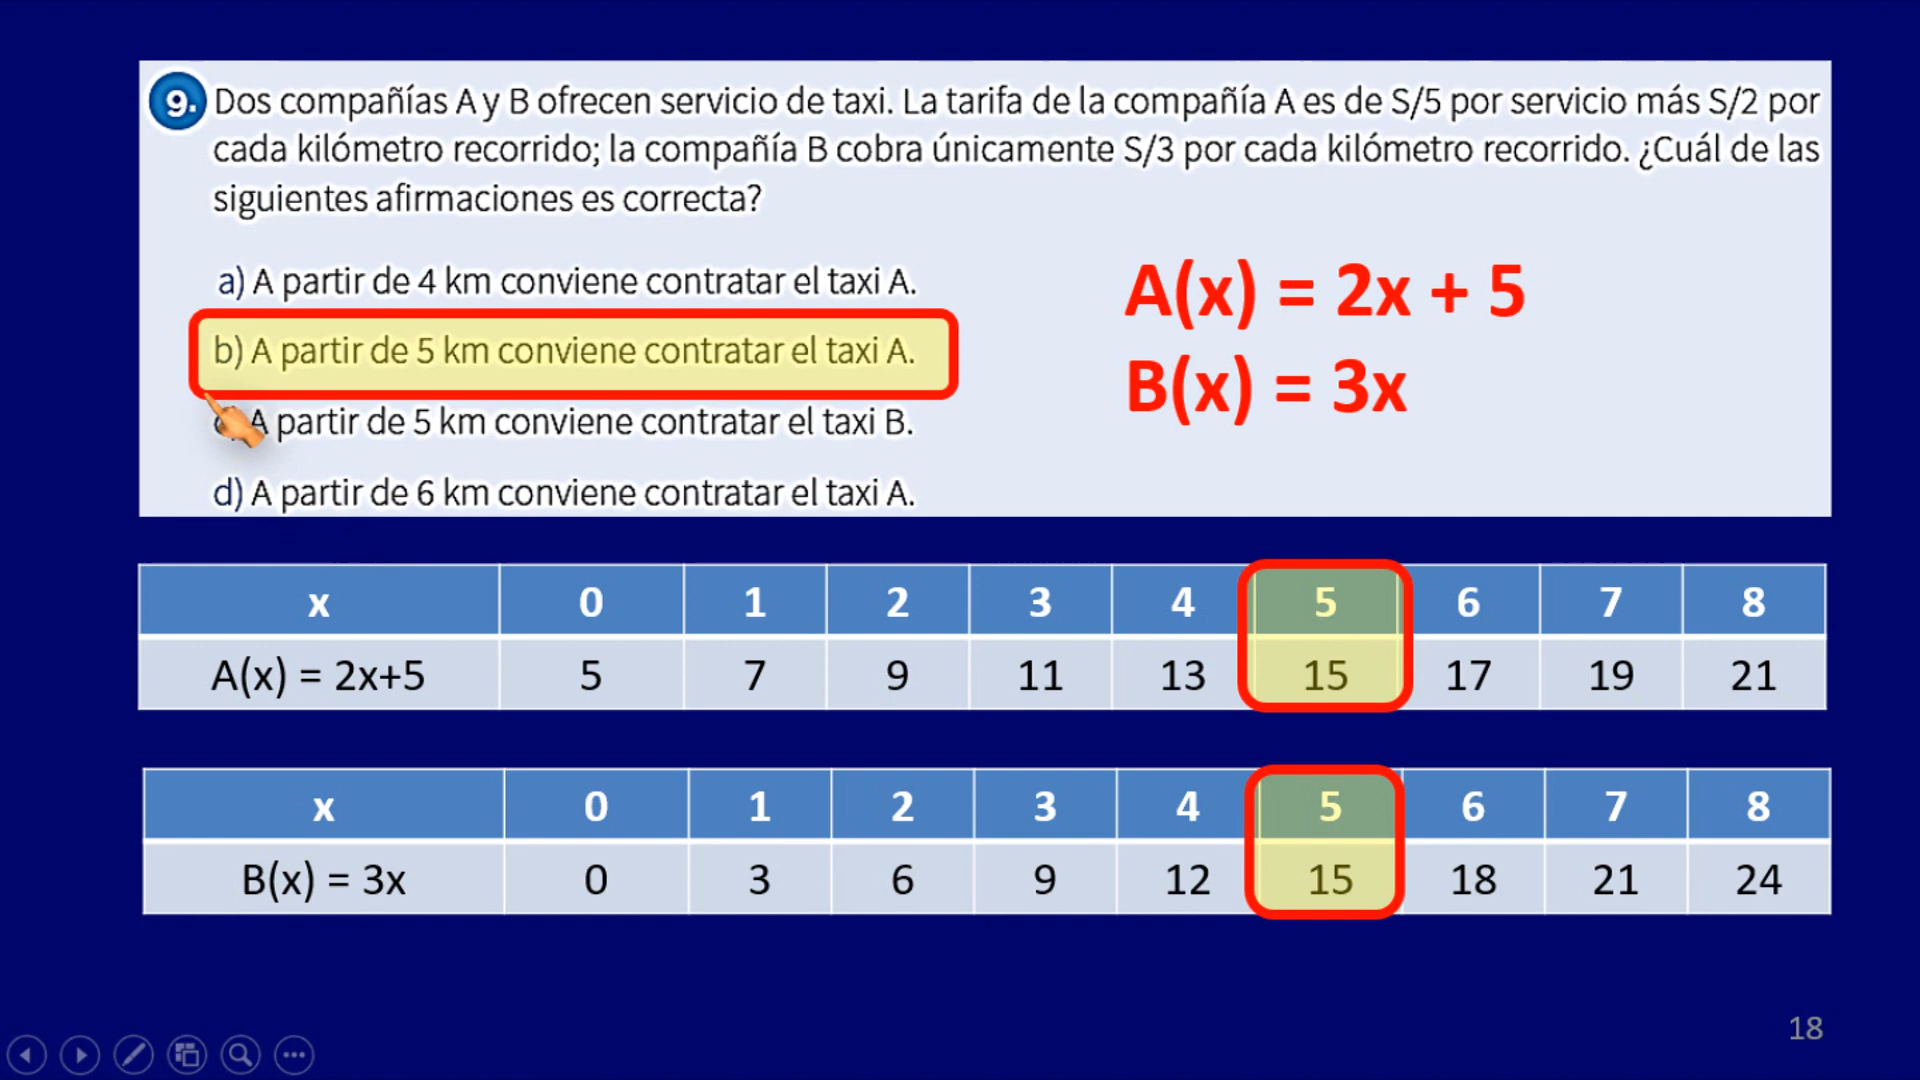 9. Dos compañías A y B ofrecen servicio de taxi. La tarifa de la compañía A es de S/5 por servicio más S/2 por
cada kilómetro recorrido; la compañía B cobra únicamente S/3 por cada kilómetro recorrido. ¿Cuál de las
siguientes afirmaciones es correcta?
a) A partir de 4 km conviene contratar el taxi A.
b) A partir de 5 km conviene contratar el taxi A.
A partir de 5 km conviene contratar el taxi B.
d) A partir de 6 km conviene contratar el taxi A.
A(x) = 2x + 5
B(x) = 3x
x 0 1 2 3 4 5 6 7 8
A(x) = 2x+5 5 7 9 11 13 15 17 19 21
x 0 1 2 3 4 5 6 7 8
B(x) = 3x 0 3 6 9 12 15 18 21 24
18